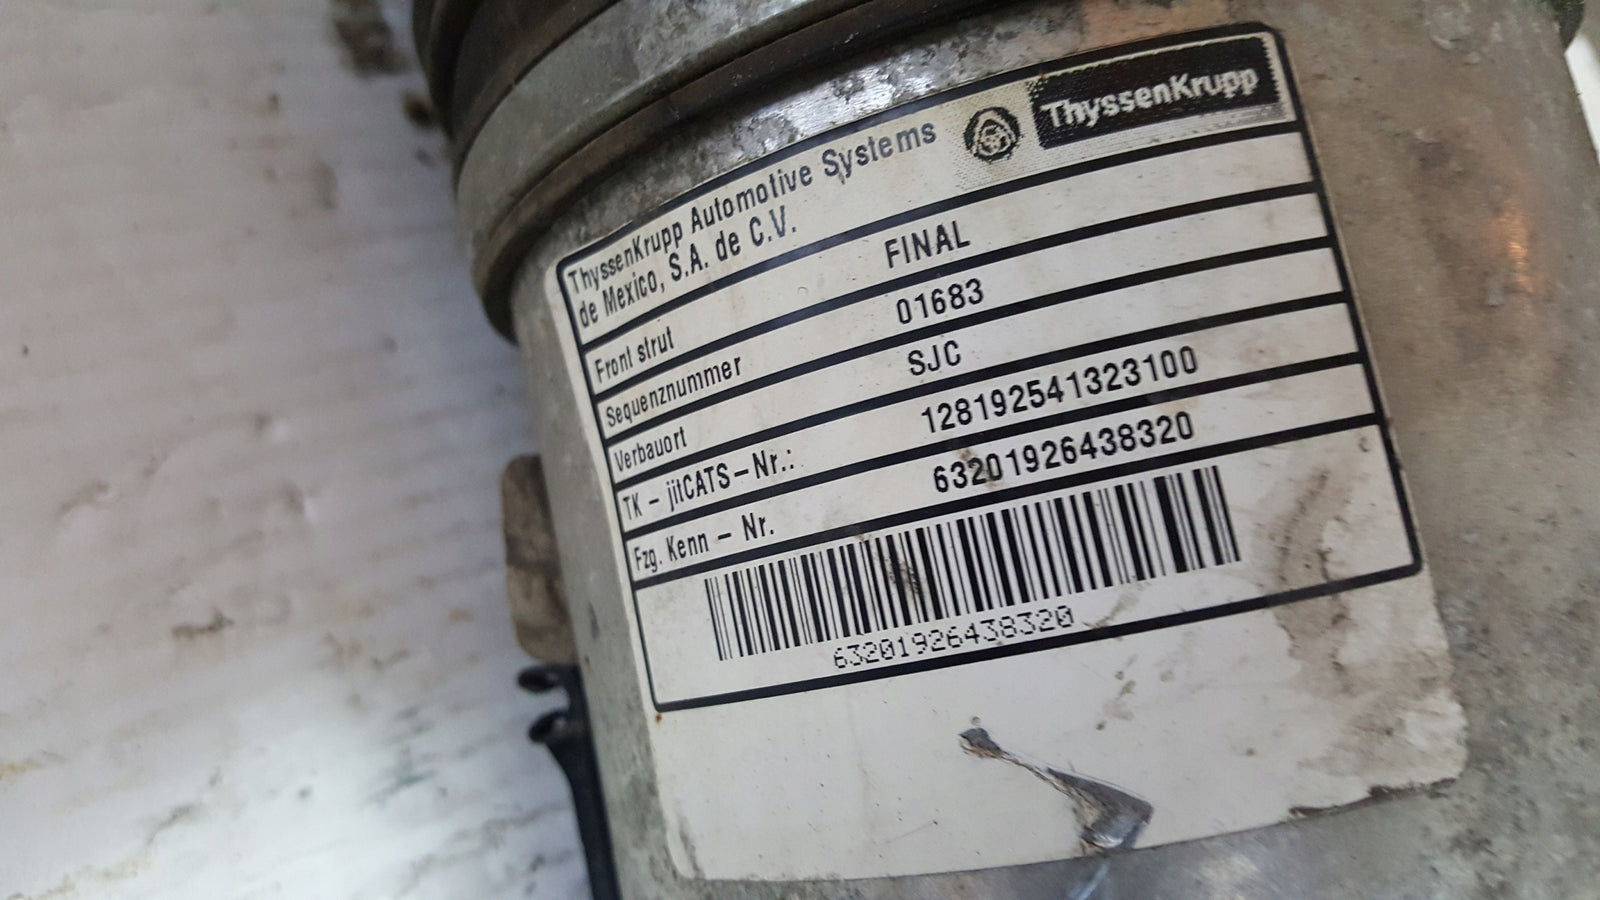 ThyssenKrupp Automotive Systems
de Mexico, S.A. de C.V.
ThyssenKrupp
Front strut FINAL
Sequenznummer 01683
Verbauort SJC
TK - jitCATS-Nr.: 128192541323100
Fzg. Kenn - Nr. 63201926438320
63201926438320